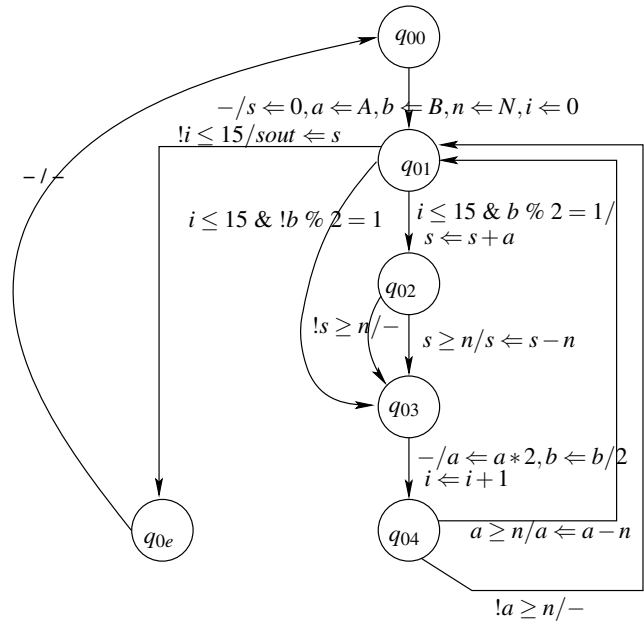 q00
−/s ⇐ 0, a ⇐ A, b ⇐ B, n ⇐ N, i ⇐ 0
!i ≤ 15/sout ⇐ s
q01
−/−
i ≤ 15 & !b % 2 = 1
i ≤ 15 & b % 2 = 1/
s ⇐ s + a
q02
!s ≥ n/−
s ≥ n/s ⇐ s − n
q03
−/a ⇐ a ∗ 2, b ⇐ b/2
i ⇐ i + 1
q0e
q04
a ≥ n/a ⇐ a − n
!a ≥ n/−